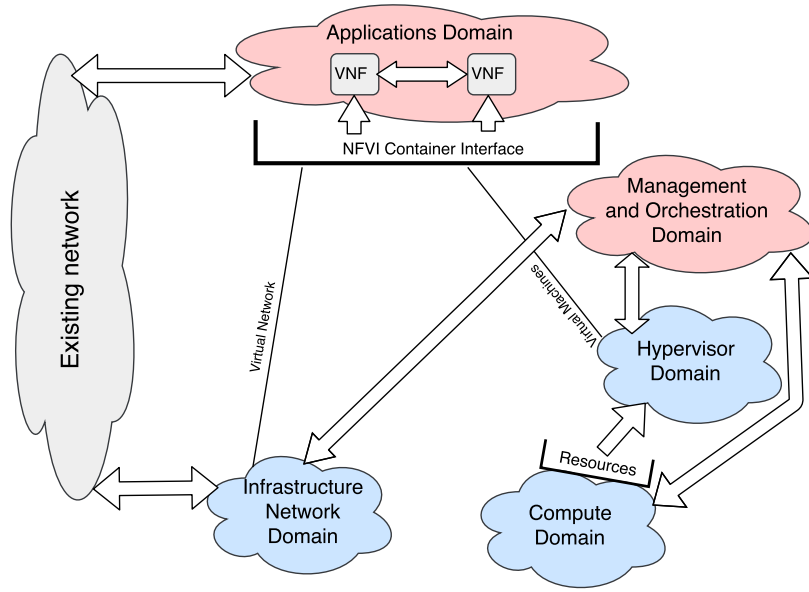 Applications Domain
VNF
VNF
NFVI Container Interface
Management
and Orchestration
Domain
Existing network
Virtual Network
Virtual Machines
Hypervisor
Domain
Resources
Infrastructure
Network
Domain
Compute
Domain